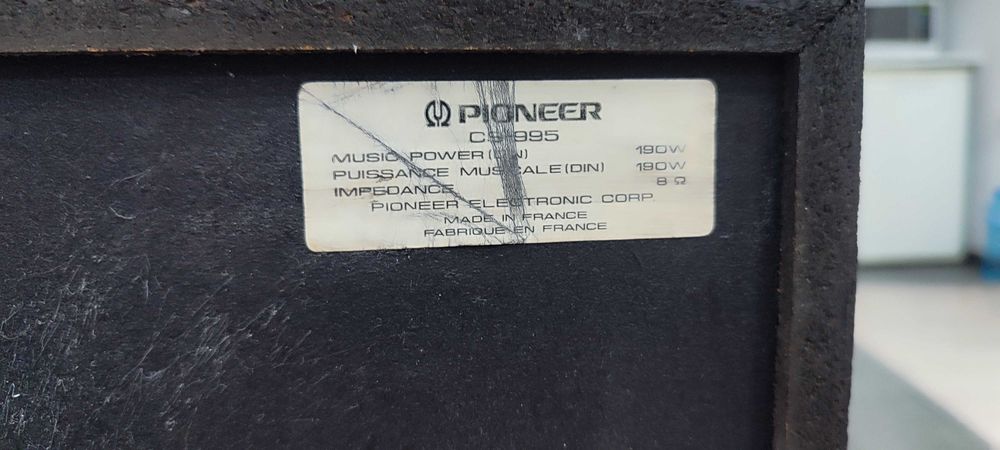 PIONEER
CS-995
MUSIC POWER (DIN) 190W
PUISSANCE MUSICALE (DIN) 190W
IMPEDANCE 8 Ω
PIONEER ELECTRONIC CORP.
MADE IN FRANCE
FABRIQUE EN FRANCE